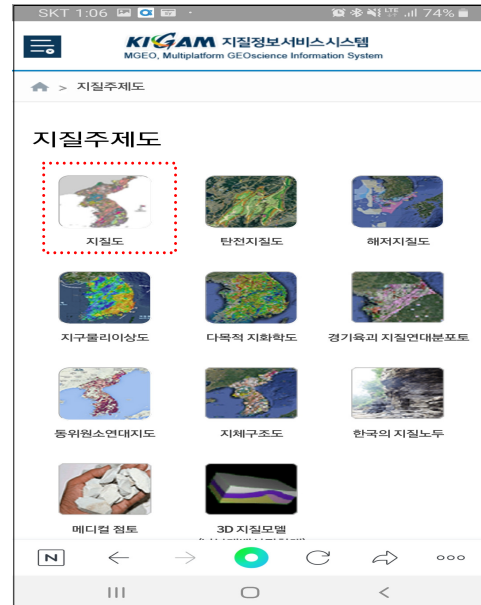 SKT 1:06
LTE 74%
KIGAM 지질정보서비스시스템
MGEO, Multiplatform GEOscience Information System
> 지질주제도
지질주제도
지질도 탄전지질도 해저지질도
지구물리이상도 다목적 지화학도 경기육괴 지질연대분포토
동위원소연대지도 지체구조도 한국의 지질노두
메디컬 점토 3D 지질모델
N